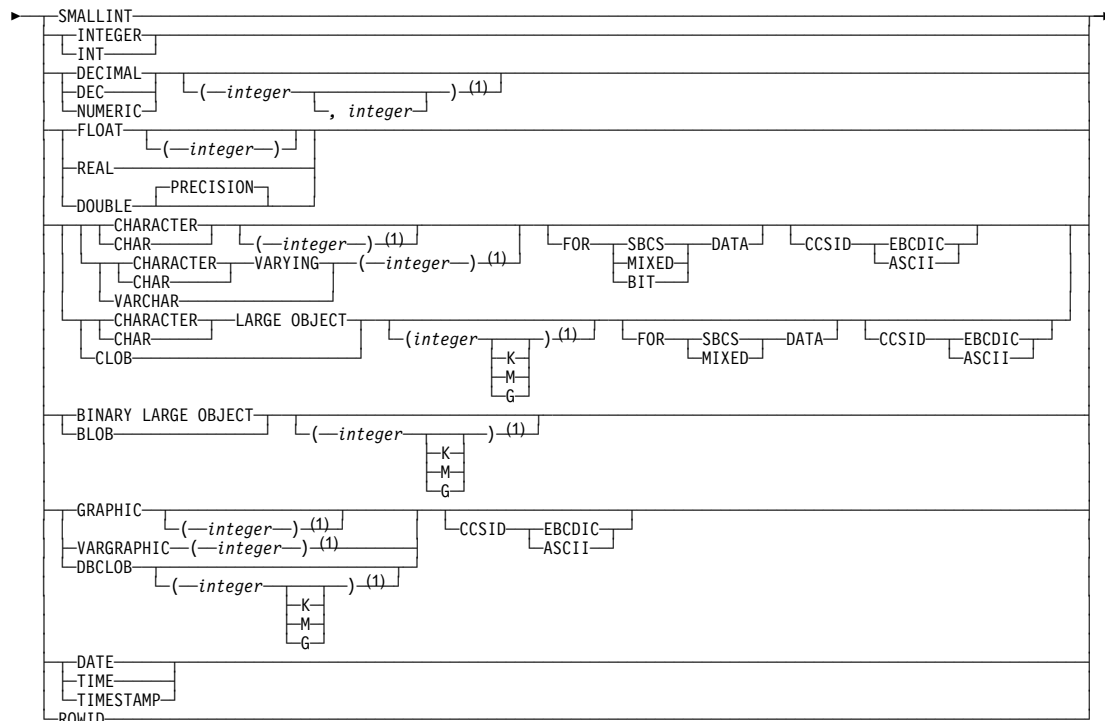 SMALLINT
INTEGER
INT
DECIMAL
DEC ( integer ) (1)
NUMERIC , integer
FLOAT
( integer )
REAL
PRECISION
DOUBLE
CHARACTER
CHAR ( integer ) (1) FOR SBCS DATA CCSID EBCDIC
CHARACTER VARYING ( integer ) (1) MIXED ASCII
CHAR BIT
VARCHAR
CHARACTER LARGE OBJECT
CHAR (integer ) (1) FOR SBCS DATA CCSID EBCDIC
CLOB K MIXED ASCII
M
G
BINARY LARGE OBJECT
BLOB ( integer ) (1)
K
M
G
GRAPHIC
( integer ) (1) CCSID EBCDIC
VARGRAPHIC ( integer ) (1) ASCII
DBCLOB
( integer ) (1)
K
M
G
DATE
TIME
TIMESTAMP
ROWID